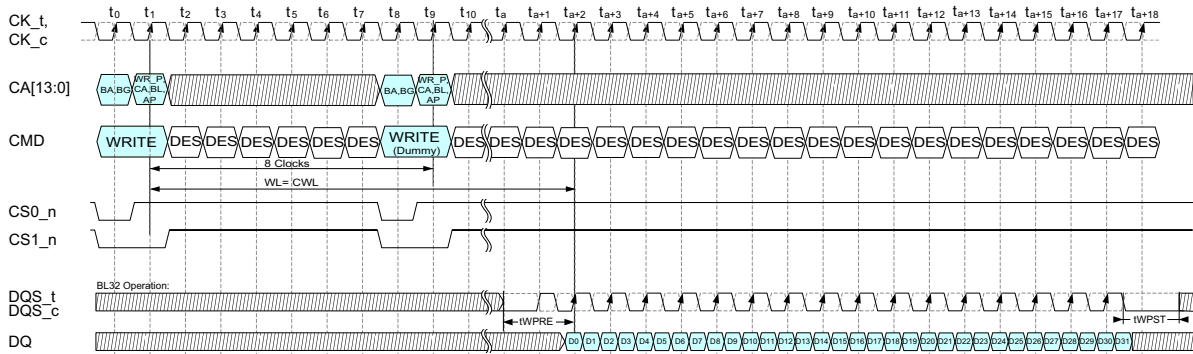 t0 t1 t2 t3 t4 t5 t6 t7 t8 t9 t10 ta ta+1 ta+2 ta+3 ta+4 ta+5 ta+6 ta+7 ta+8 ta+9 ta+10 ta+11 ta+12 ta+13 ta+14 ta+15 ta+16 ta+17 ta+18
CK_t,
CK_c
CA[13:0] BA,BG WR_P, CA,BL, AP BA,BG WR_P, CA,BL, AP
CMD WRITE DES DES DES DES DES DES WRITE (Dummy) DES DES DES DES DES DES DES DES DES DES DES DES DES DES DES DES DES DES DES DES
8 Clocks
WL= CWL
CS0_n
CS1_n
BL32 Operation:
DQS_t
DQS_c
tWPRE tWPST
DQ D0 D1 D2 D3 D4 D5 D6 D7 D8 D9 D10 D11 D12 D13 D14 D15 D16 D17 D18 D19 D20 D21 D22 D23 D24 D25 D26 D27 D28 D29 D30 D31